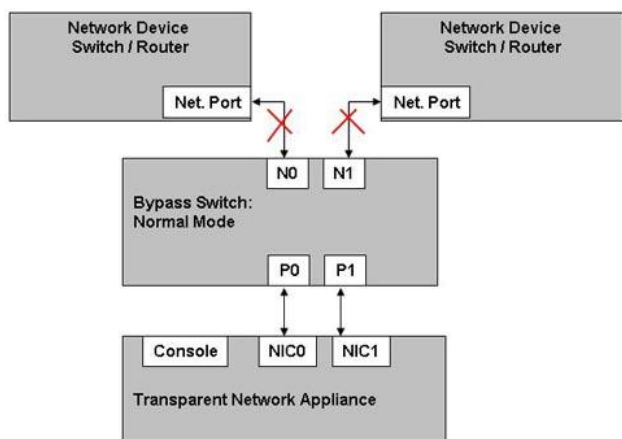 Network Device
Switch / Router
Network Device
Switch / Router
Net. Port
Net. Port
N0
N1
Bypass Switch:
Normal Mode
P0
P1
Console
NIC0
NIC1
Transparent Network Appliance